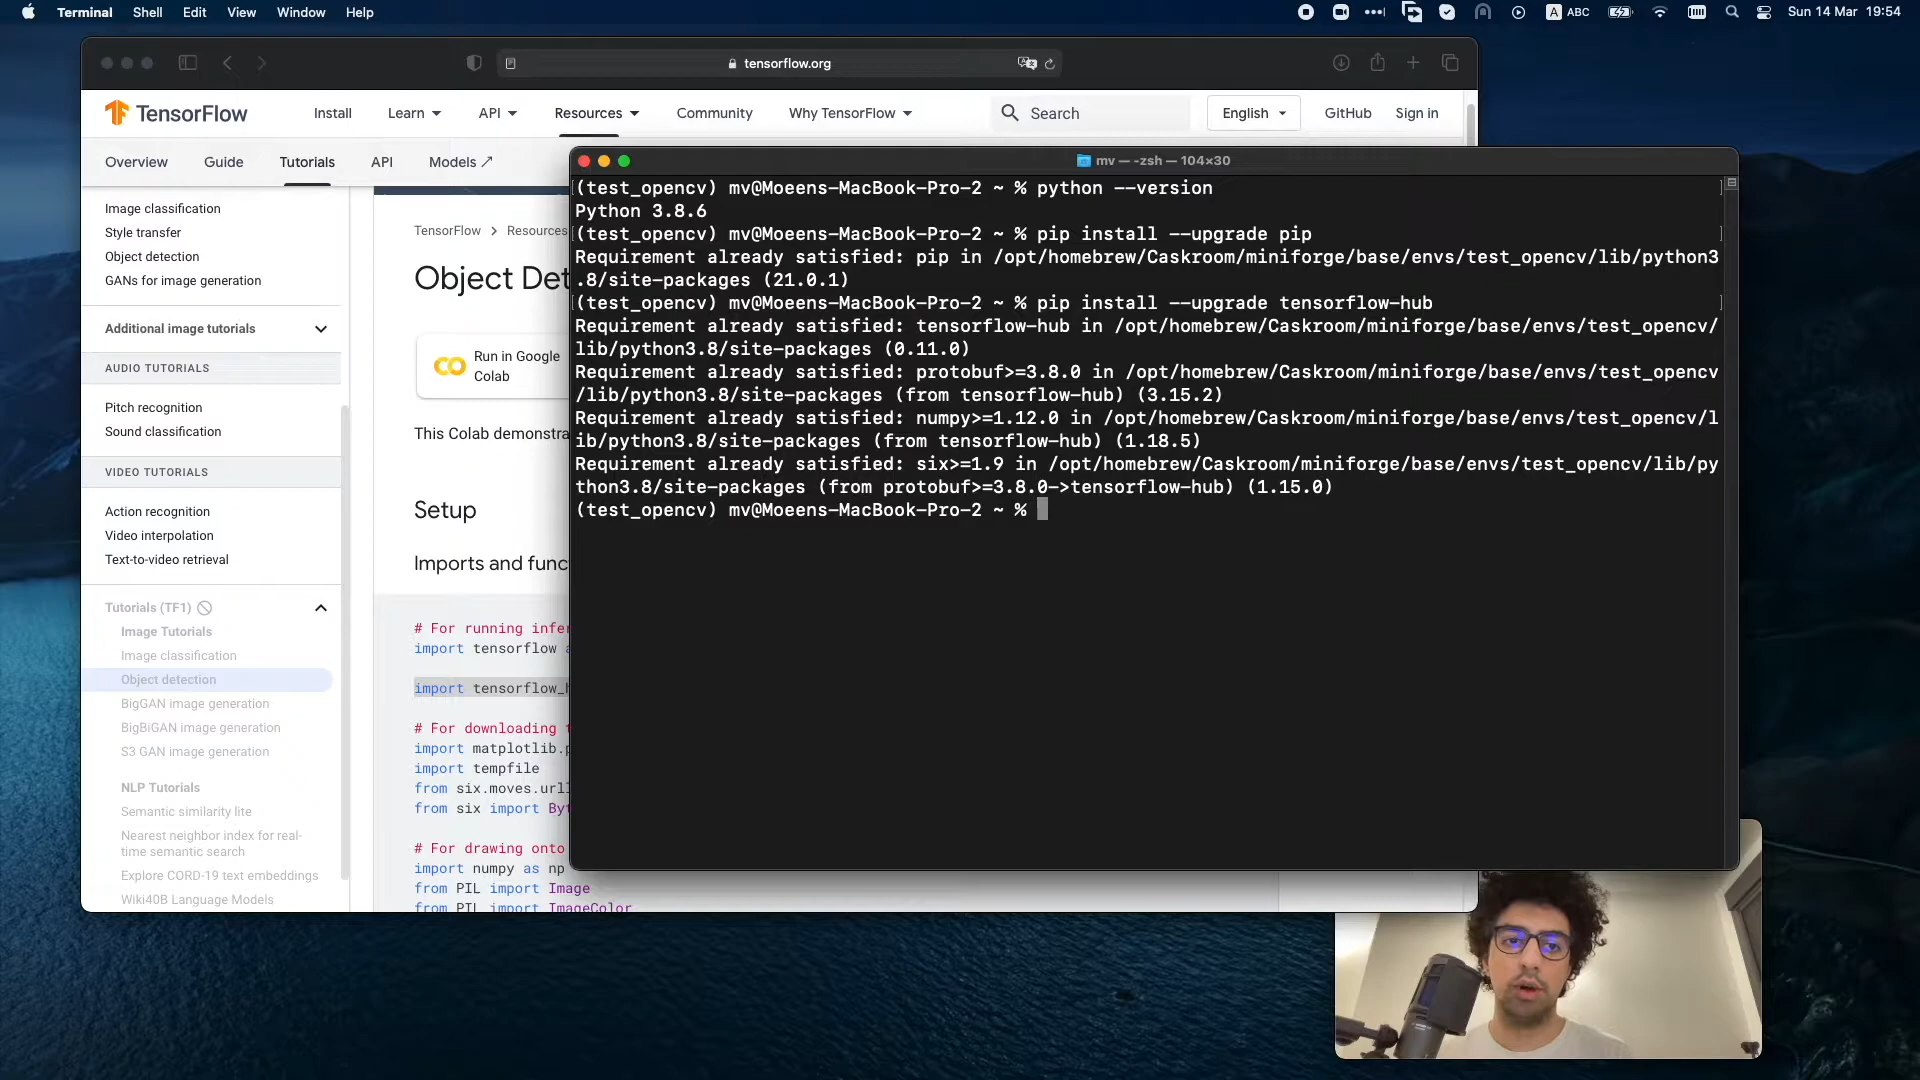 Terminal Shell Edit View Window Help
A ABC Sun 14 Mar 19:54
tensorflow.org
TensorFlow Install Learn API Resources Community Why TensorFlow Search English GitHub Sign in
Overview Guide Tutorials API Models
Image classification
Style transfer
Object detection
GANs for image generation
Additional image tutorials
AUDIO TUTORIALS
Pitch recognition
Sound classification
VIDEO TUTORIALS
Action recognition
Video interpolation
Text-to-video retrieval
Tutorials (TF1)
Image Tutorials
Image classification
Object detection
BigGAN image generation
BigBiGAN image generation
S3 GAN image generation
NLP Tutorials
Semantic similarity lite
Nearest neighbor index for real-
time semantic search
Explore CORD-19 text embeddings
Wiki40B Language Models
TensorFlow > Resources
Object Det
Run in Google
Colab
This Colab demonstra
Setup
Imports and func
# For running infer
import tensorflow a
import tensorflow_h
# For downloading t
import matplotlib.p
import tempfile
from six.moves.urll
from six import Byt
# For drawing onto
import numpy as np
from PIL import Image
from PIL import ImageColor
mv — -zsh — 104×30
(test_opencv) mv@Moeens-MacBook-Pro-2 ~ % python --version
Python 3.8.6
(test_opencv) mv@Moeens-MacBook-Pro-2 ~ % pip install --upgrade pip
Requirement already satisfied: pip in /opt/homebrew/Caskroom/miniforge/base/envs/test_opencv/lib/python3
.8/site-packages (21.0.1)
(test_opencv) mv@Moeens-MacBook-Pro-2 ~ % pip install --upgrade tensorflow-hub
Requirement already satisfied: tensorflow-hub in /opt/homebrew/Caskroom/miniforge/base/envs/test_opencv/
lib/python3.8/site-packages (0.11.0)
Requirement already satisfied: protobuf>=3.8.0 in /opt/homebrew/Caskroom/miniforge/base/envs/test_opencv
/lib/python3.8/site-packages (from tensorflow-hub) (3.15.2)
Requirement already satisfied: numpy>=1.12.0 in /opt/homebrew/Caskroom/miniforge/base/envs/test_opencv/l
ib/python3.8/site-packages (from tensorflow-hub) (1.18.5)
Requirement already satisfied: six>=1.9 in /opt/homebrew/Caskroom/miniforge/base/envs/test_opencv/lib/py
thon3.8/site-packages (from protobuf>=3.8.0->tensorflow-hub) (1.15.0)
(test_opencv) mv@Moeens-MacBook-Pro-2 ~ %